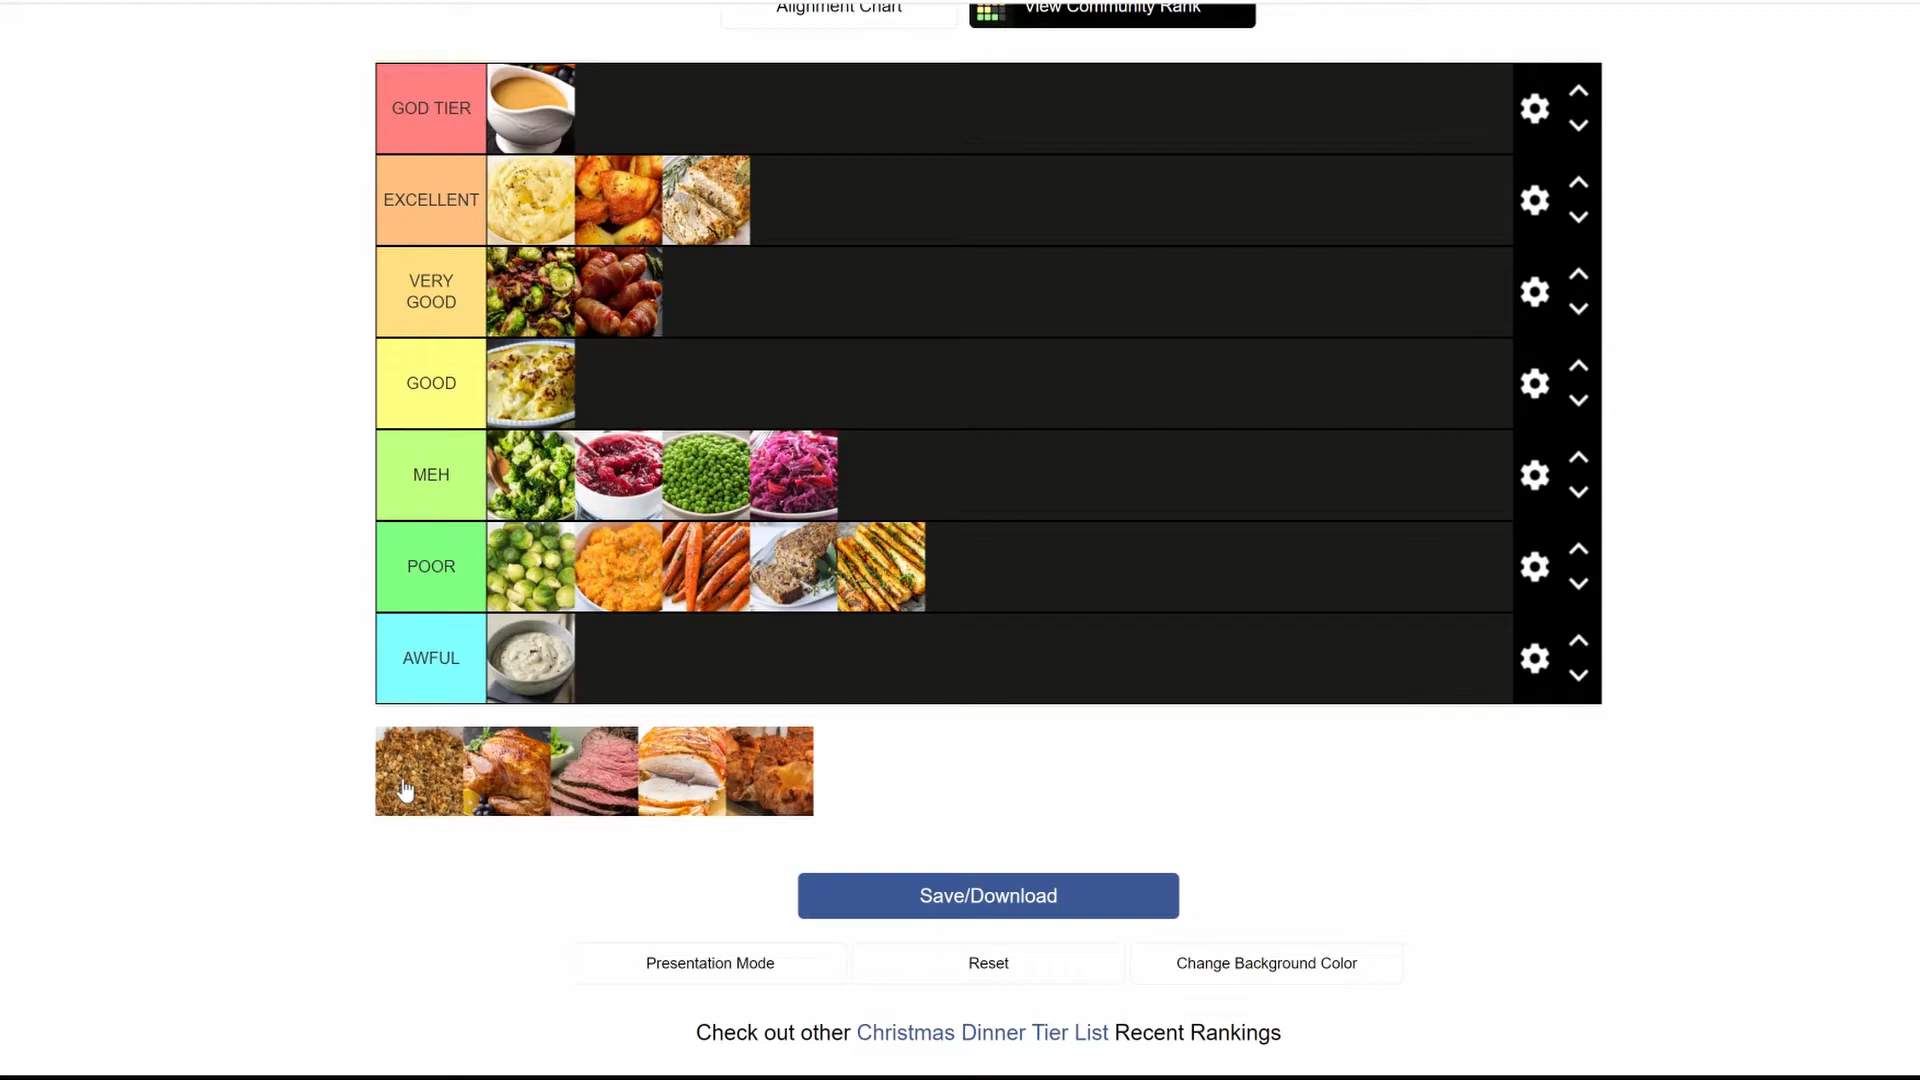 Alignment Chart
View Community Rank
GOD TIER
EXCELLENT
VERY
GOOD
GOOD
MEH
POOR
AWFUL
Save/Download
Presentation Mode
Reset
Change Background Color
Check out other Christmas Dinner Tier List Recent Rankings